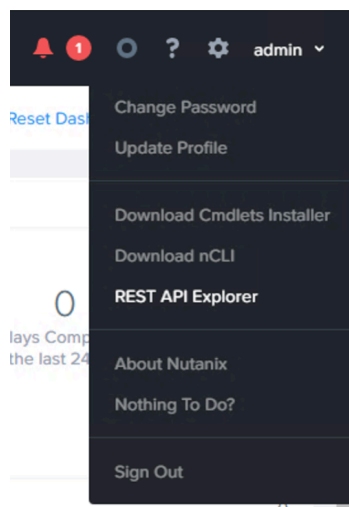 1
?
admin
Reset Das
Change Password
Update Profile
Download Cmdlets Installer
Download nCLI
REST API Explorer
0
lays Comp
the last 24
About Nutanix
Nothing To Do?
Sign Out